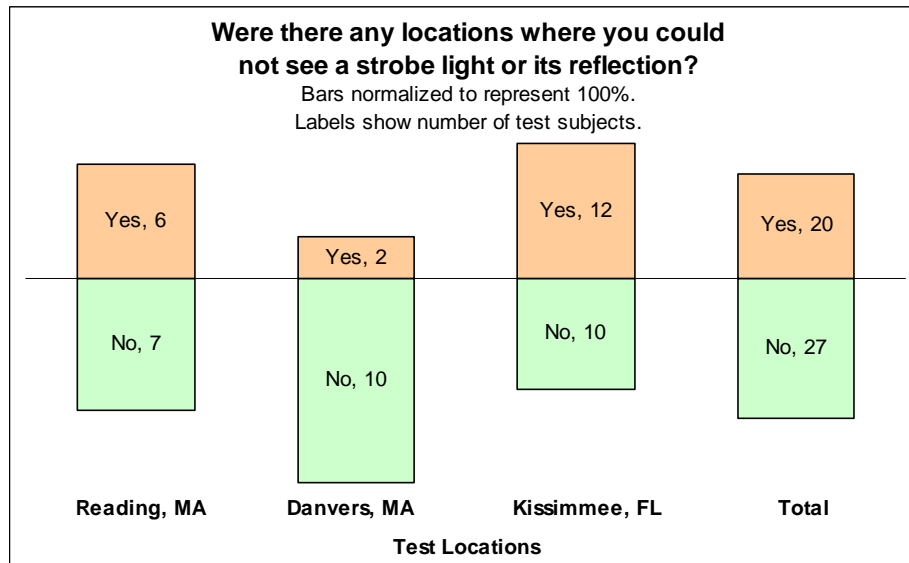 Were there any locations where you could
not see a strobe light or its reflection?
Bars normalized to represent 100%.
Labels show number of test subjects.
Yes, 6
Yes, 2
Yes, 12
Yes, 20
No, 7
No, 10
No, 10
No, 27
Reading, MA
Danvers, MA
Kissimmee, FL
Total
Test Locations